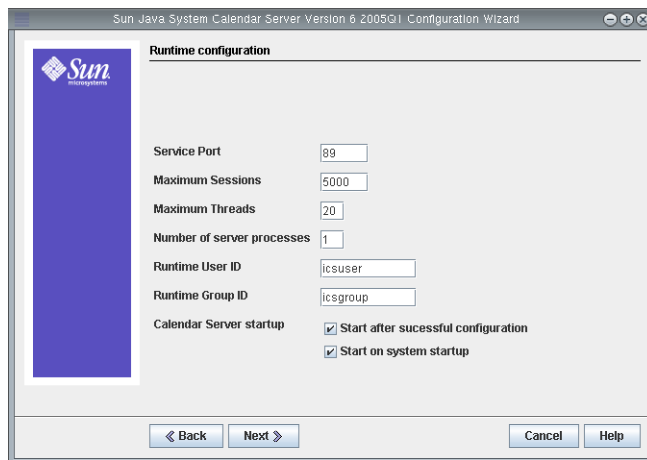 Sun Java System Calendar Server Version 6 2005Q1 Configuration Wizard
Sun
microsystems
Runtime configuration
Service Port 89
Maximum Sessions 5000
Maximum Threads 20
Number of server processes 1
Runtime User ID icsuser
Runtime Group ID icsgroup
Calendar Server startup Start after sucessful configuration
Start on system startup
Back Next Cancel Help